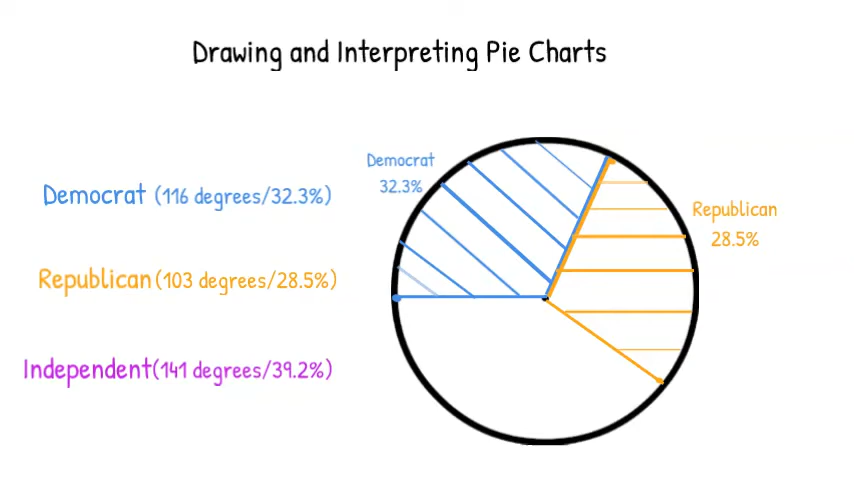 Drawing and Interpreting Pie Charts
Democrat
32.3%
Democrat (116 degrees/32.3%)
Republican
28.5%
Republican (103 degrees/28.5%)
Independent(141 degrees/39.2%)